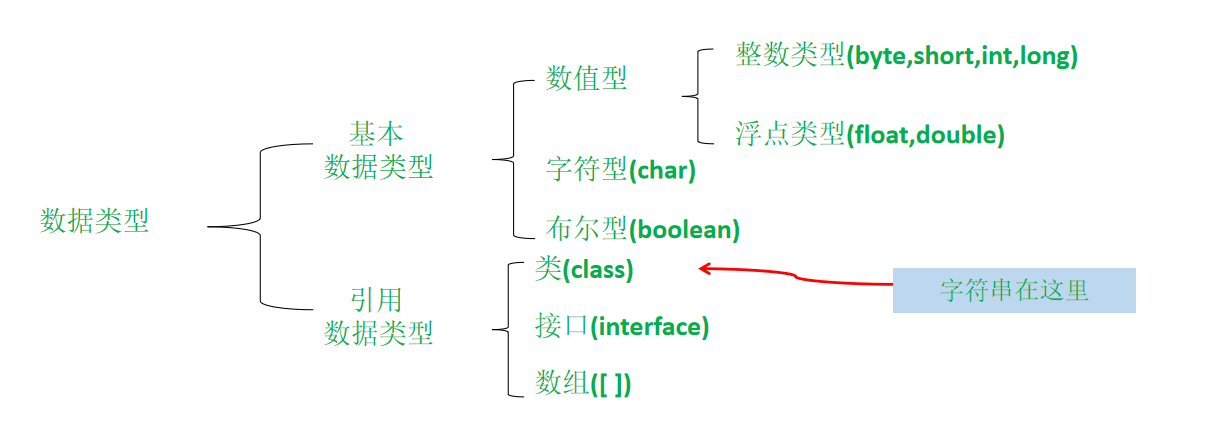 数据类型
基本
数据类型
数值型
整数类型(byte,short,int,long)
浮点类型(float,double)
字符型(char)
布尔型(boolean)
引用
数据类型
类(class)
字符串在这里
接口(interface)
数组([ ])